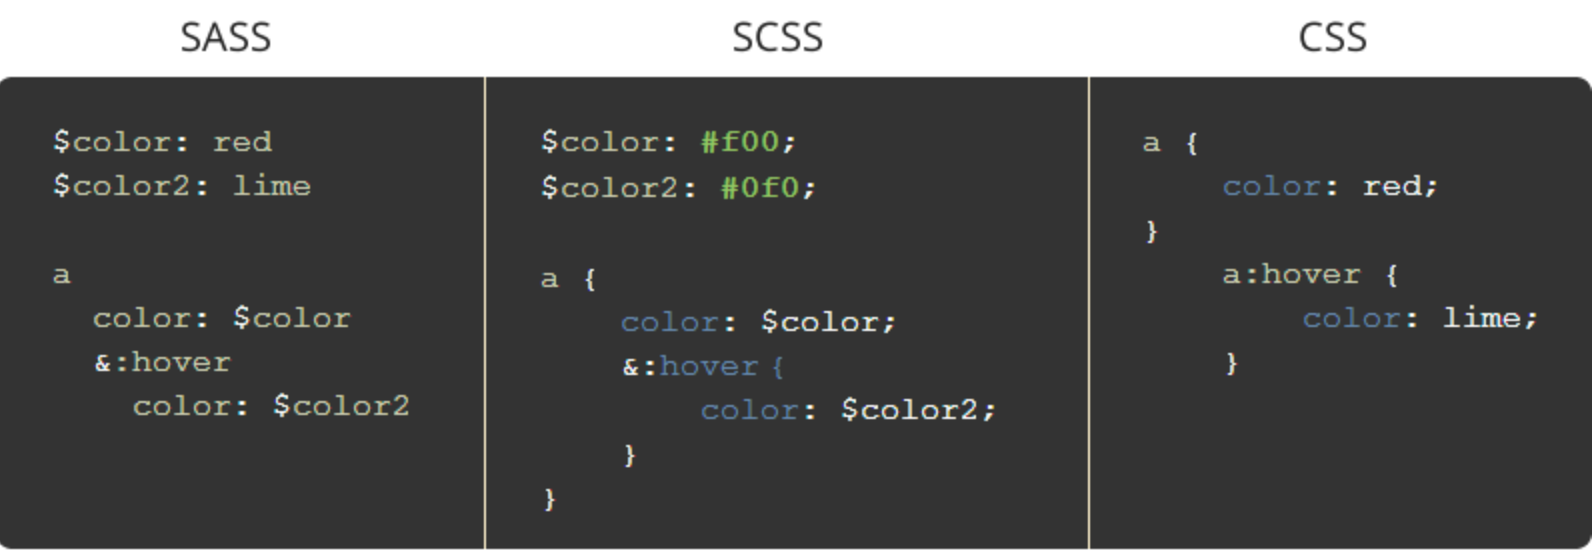 SASS
$color: red
$color2: lime
a
color: $color
&:hover
color: $color2
SCSS
$color: #f00;
$color2: #0f0;
a {
color: $color;
&:hover {
color: $color2;
}
}
CSS
a {
color: red;
}
a:hover {
color: lime;
}